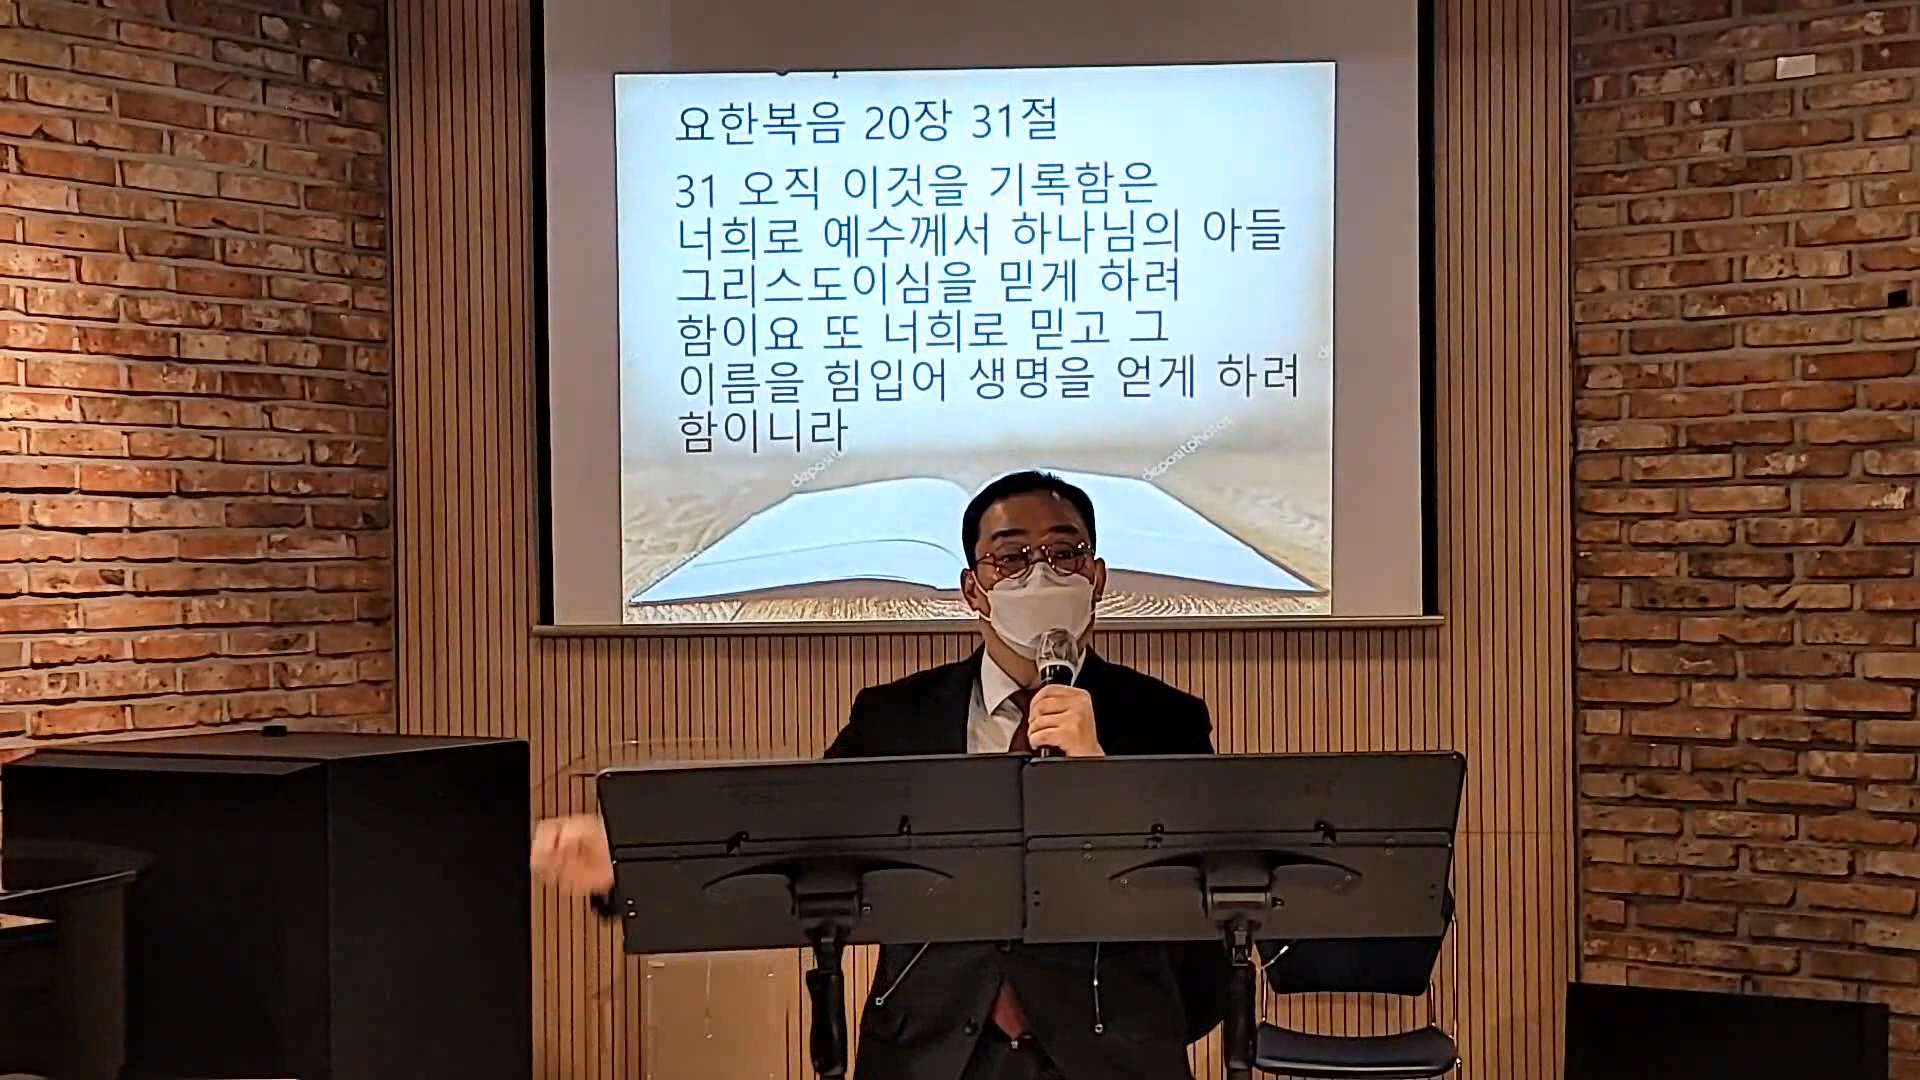 요한복음 20장 31절
31 오직 이것을 기록함은
너희로 예수께서 하나님의 아들
그리스도이심을 믿게 하려
함이요 또 너희로 믿고 그
이름을 힘입어 생명을 얻게 하려
함이니라
depositphotos